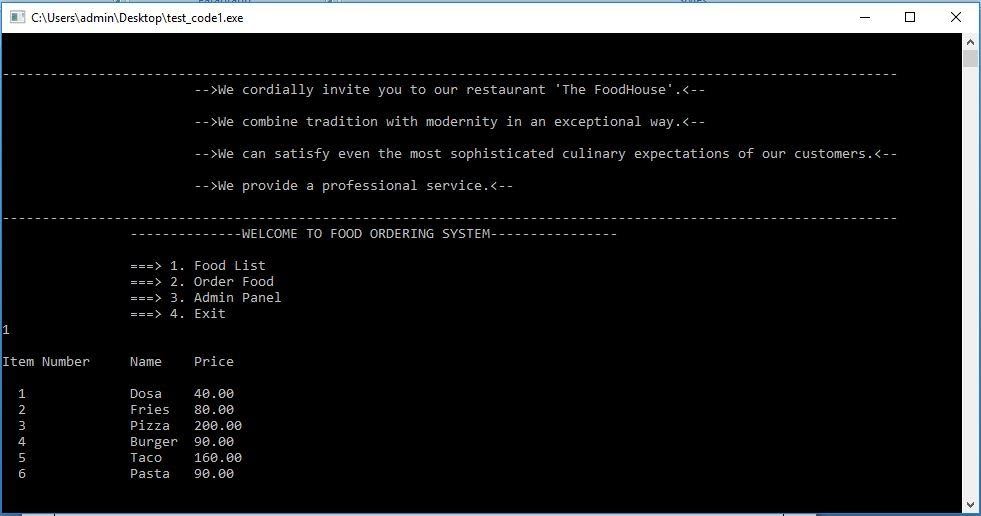 C:\Users\admin\Desktop\test_code1.exe
--------------------------------------------------------------------------------------------------------------------
-->We cordially invite you to our restaurant 'The FoodHouse'.<--
-->We combine tradition with modernity in an exceptional way.<--
-->We can satisfy even the most sophisticated culinary expectations of our customers.<--
-->We provide a professional service.<--
--------------------------------------------------------------------------------------------------------------------
--------------WELCOME TO FOOD ORDERING SYSTEM----------------
===> 1. Food List
===> 2. Order Food
===> 3. Admin Panel
===> 4. Exit
1
Item Number Name Price
1 Dosa 40.00
2 Fries 80.00
3 Pizza 200.00
4 Burger 90.00
5 Taco 160.00
6 Pasta 90.00